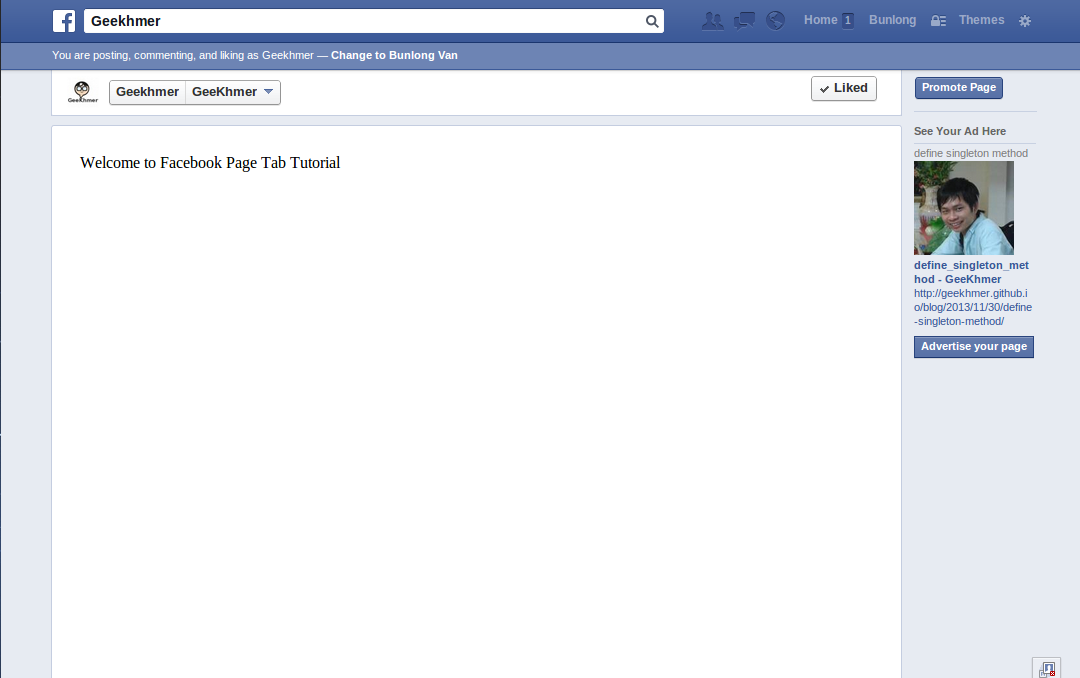 Geekhmer
Home 1 Bunlong Themes
You are posting, commenting, and liking as Geekhmer — Change to Bunlong Van
GeeKhmer
Geekhmer GeeKhmer
Liked
Promote Page
Welcome to Facebook Page Tab Tutorial
See Your Ad Here
define singleton method
define_singleton_met
hod - GeeKhmer
http://geekhmer.github.i
o/blog/2013/11/30/define
-singleton-method/
Advertise your page